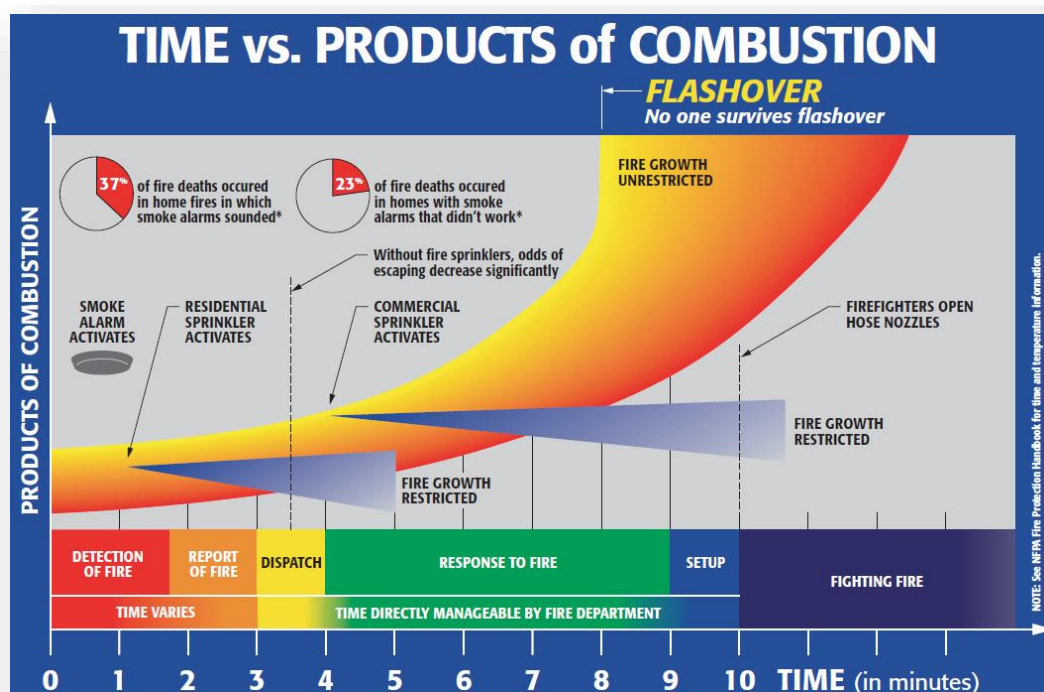 TIME vs. PRODUCTS of COMBUSTION
FLASHOVER
No one survives flashover
37%
of fire deaths occured
in home fires in which
smoke alarms sounded*
23%
of fire deaths occured
in homes with smoke
alarms that didn't work*
FIRE GROWTH
UNRESTRICTED
Without fire sprinklers, odds of
escaping decrease significantly
SMOKE
ALARM
ACTIVATES
RESIDENTIAL
SPRINKLER
ACTIVATES
COMMERCIAL
SPRINKLER
ACTIVATES
FIREFIGHTERS OPEN
HOSE NOZZLES
FIRE GROWTH
RESTRICTED
FIRE GROWTH
RESTRICTED
PRODUCTS OF COMBUSTION
NOTE: See NFPA Fire Protection Handbook for time and temperature information.
DETECTION
OF FIRE
REPORT
OF FIRE
DISPATCH
RESPONSE TO FIRE
SETUP
FIGHTING FIRE
TIME VARIES
TIME DIRECTLY MANAGEABLE BY FIRE DEPARTMENT
0 1 2 3 4 5 6 7 8 9 10 TIME (in minutes)